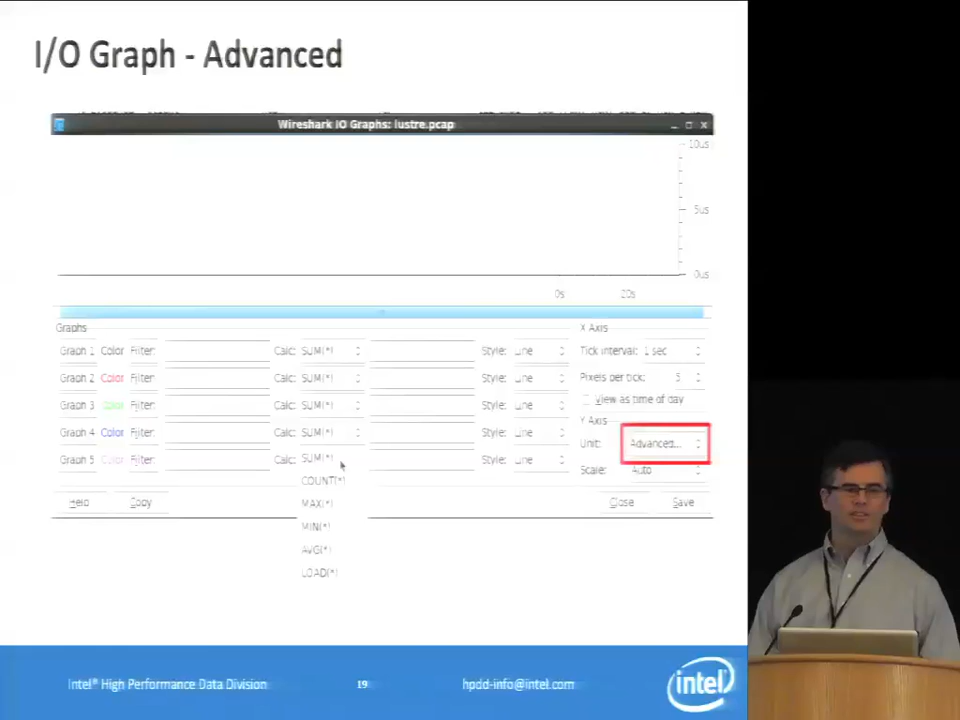 I/O Graph - Advanced
Wireshark IO Graphs: lustre.pcap
10us
5us
0us
0s 20s
Graphs X Axis
Graph 1 Color Filter: Calc: SUM(*) Style: Line Tick interval: 1 sec
Graph 2 Color Filter: Calc: SUM(*) Style: Line Pixels per tick: 5
Graph 3 Color Filter: Calc: SUM(*) Style: Line View as time of day
Y Axis
Graph 4 Color Filter: Calc: SUM(*) Style: Line Unit: Advanced...
Graph 5 Color Filter: Calc: SUM(*) Style: Line Scale: Auto
COUNT(*)
Help Copy MAX(*) Close Save
MIN(*)
AVG(*)
LOAD(*)
Intel® High Performance Data Division 19 hpdd-info@intel.com
intel